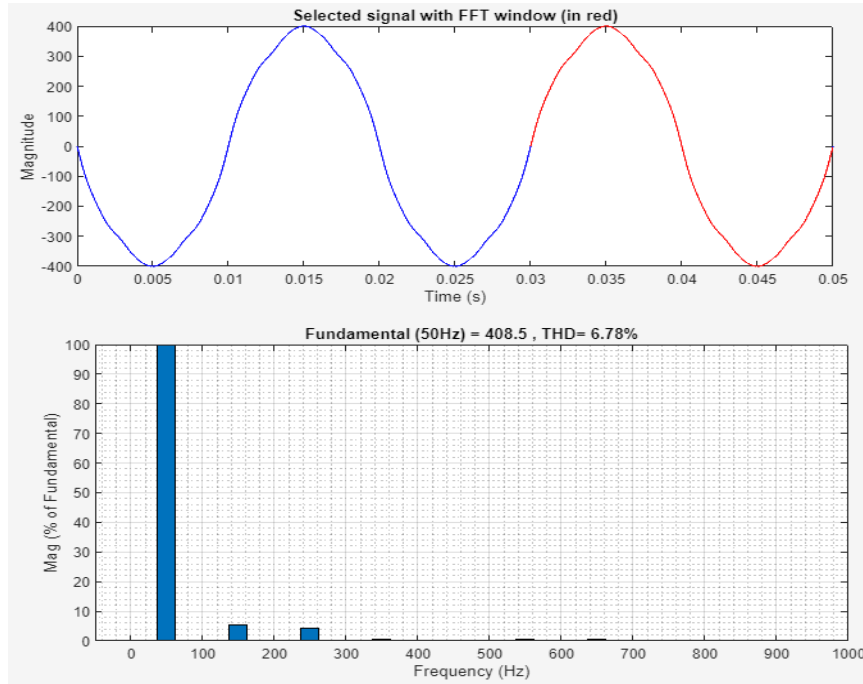 Selected signal with FFT window (in red)
400
300
200
100
0
-100
-200
-300
-400
Magnitude
0 0.005 0.01 0.015 0.02 0.025 0.03 0.035 0.04 0.045 0.05
Time (s)
Fundamental (50Hz) = 408.5 , THD= 6.78%
100
90
80
70
60
50
40
30
20
10
0
Mag (% of Fundamental)
0 100 200 300 400 500 600 700 800 900 1000
Frequency (Hz)